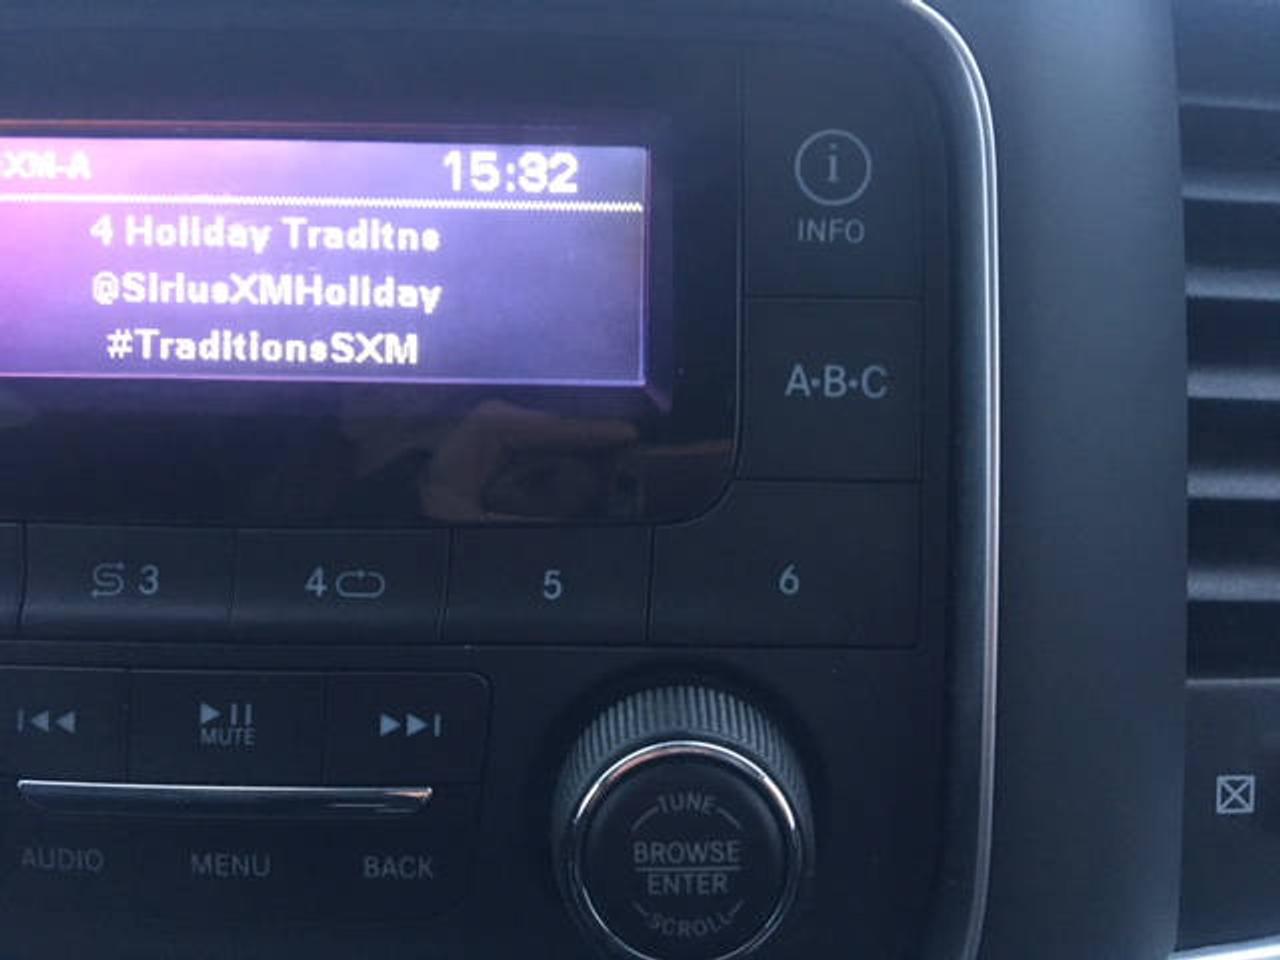 XM-A 15:32
4 Holiday Traditns
@SiriusXMHoliday
#TraditionsSXM
INFO
A·B·C
3 4 5 6
MUTE
AUDIO MENU BACK
TUNE
BROWSE
ENTER
SCROLL